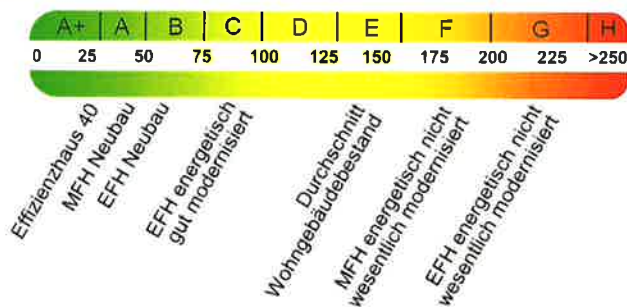 A+ A B C D E F G H
0 25 50 75 100 125 150 175 200 225 >250
Effizienzhaus 40
MFH Neubau
EFH Neubau
EFH energetisch
gut modernisiert
Durchschnitt
Wohngebäudebestand
MFH energetisch nicht
wesentlich modernisiert
EFH energetisch nicht
wesentlich modernisiert